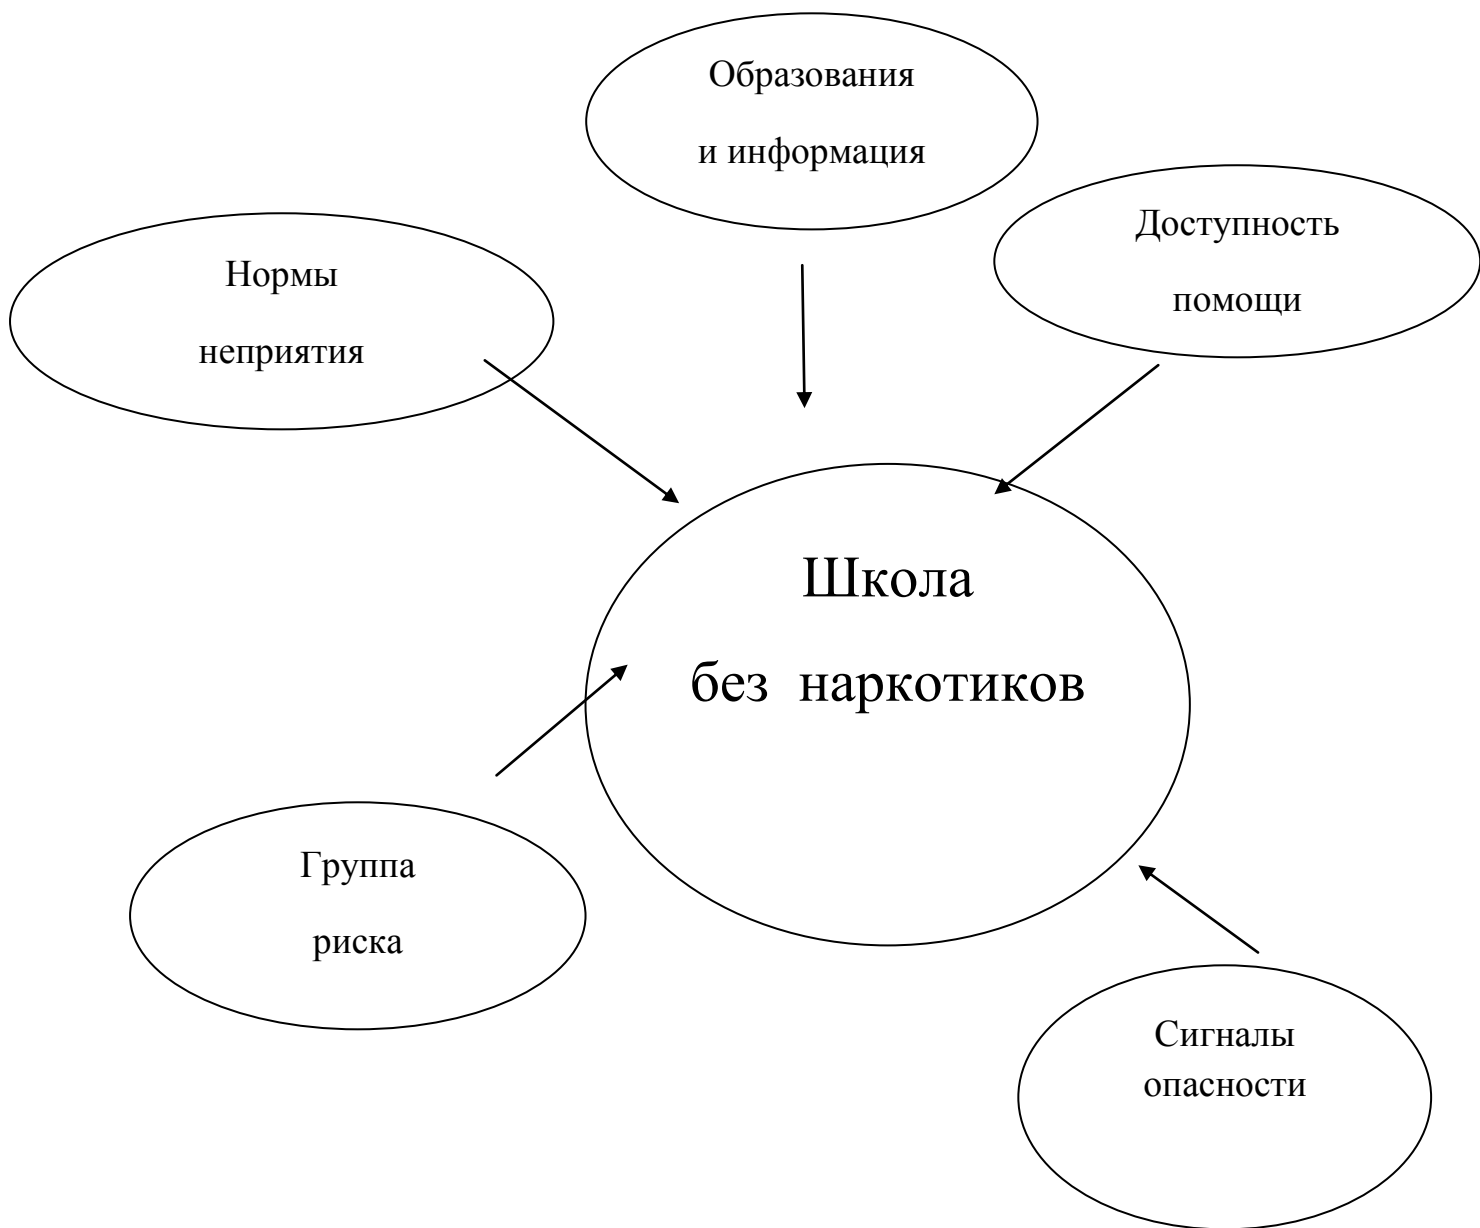 Образования
и информация
Доступность
помощи
Нормы
неприятия
Школа
без наркотиков
Группа
риска
Сигналы
опасности